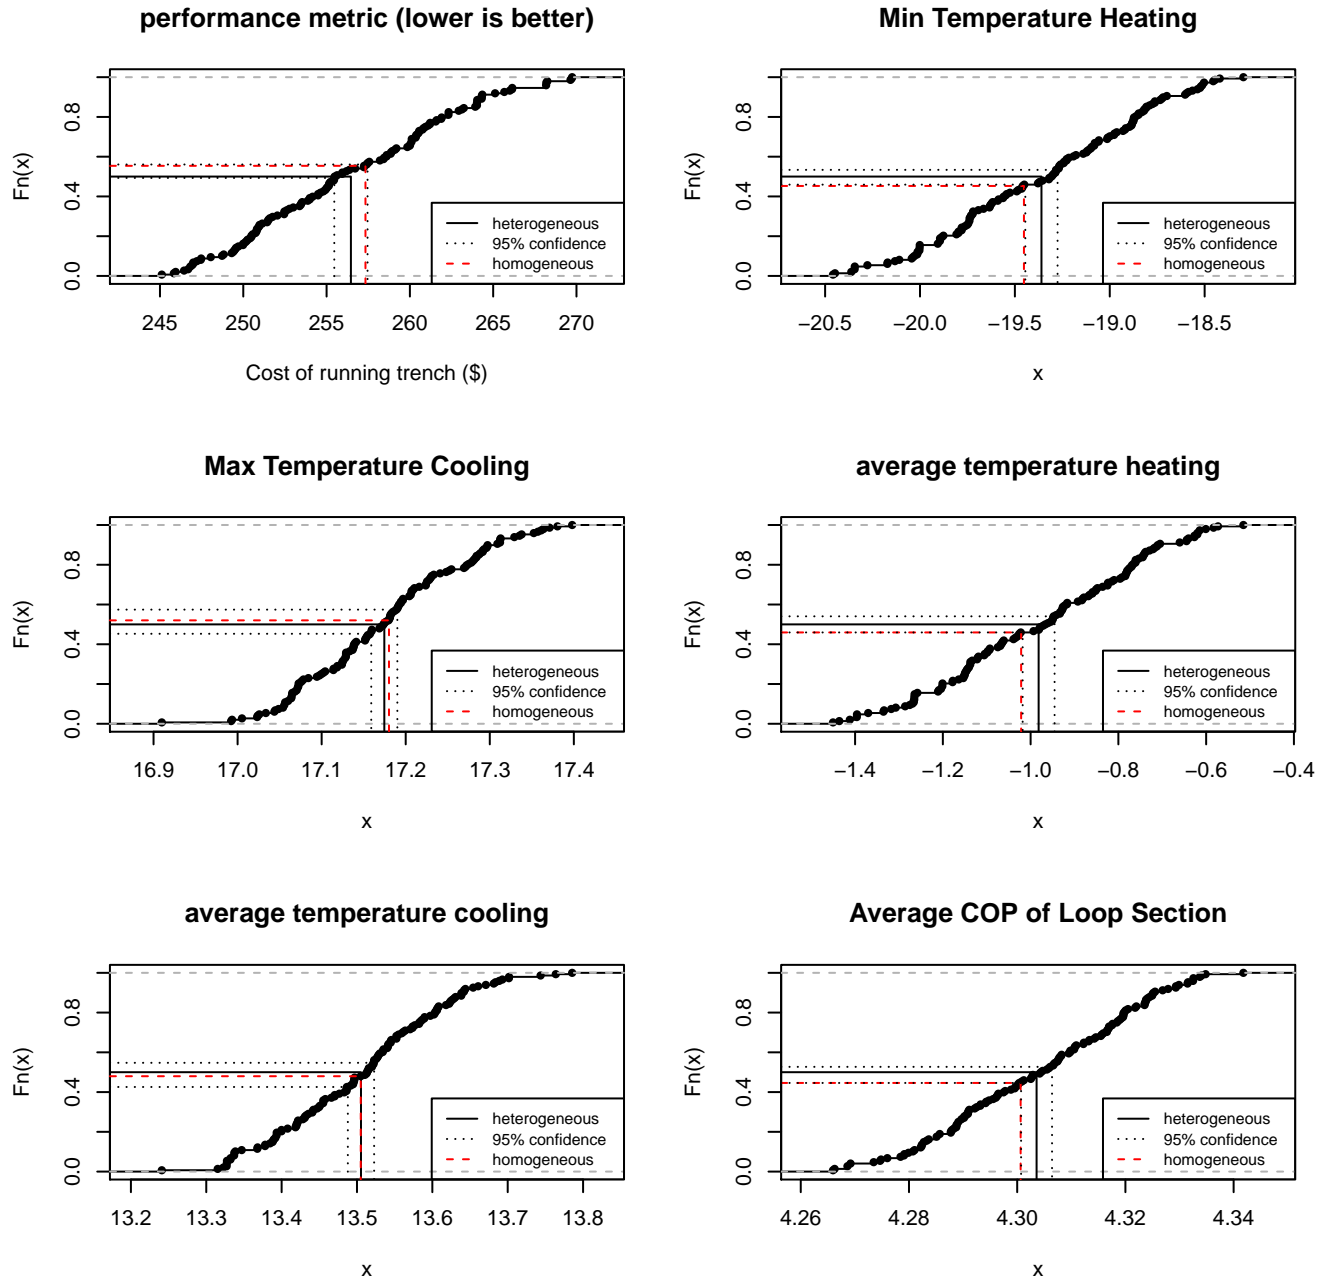 performance metric (lower is better)
Fn(x)
0.0 0.4 0.8
heterogeneous
95% confidence
homogeneous
245 250 255 260 265 270
Cost of running trench ($)
Min Temperature Heating
Fn(x)
0.0 0.4 0.8
heterogeneous
95% confidence
homogeneous
−20.5 −20.0 −19.5 −19.0 −18.5
x
Max Temperature Cooling
Fn(x)
0.0 0.4 0.8
heterogeneous
95% confidence
homogeneous
16.9 17.0 17.1 17.2 17.3 17.4
x
average temperature heating
Fn(x)
0.0 0.4 0.8
heterogeneous
95% confidence
homogeneous
−1.4 −1.2 −1.0 −0.8 −0.6 −0.4
x
average temperature cooling
Fn(x)
0.0 0.4 0.8
heterogeneous
95% confidence
homogeneous
13.2 13.3 13.4 13.5 13.6 13.7 13.8
x
Average COP of Loop Section
Fn(x)
0.0 0.4 0.8
heterogeneous
95% confidence
homogeneous
4.26 4.28 4.30 4.32 4.34
x